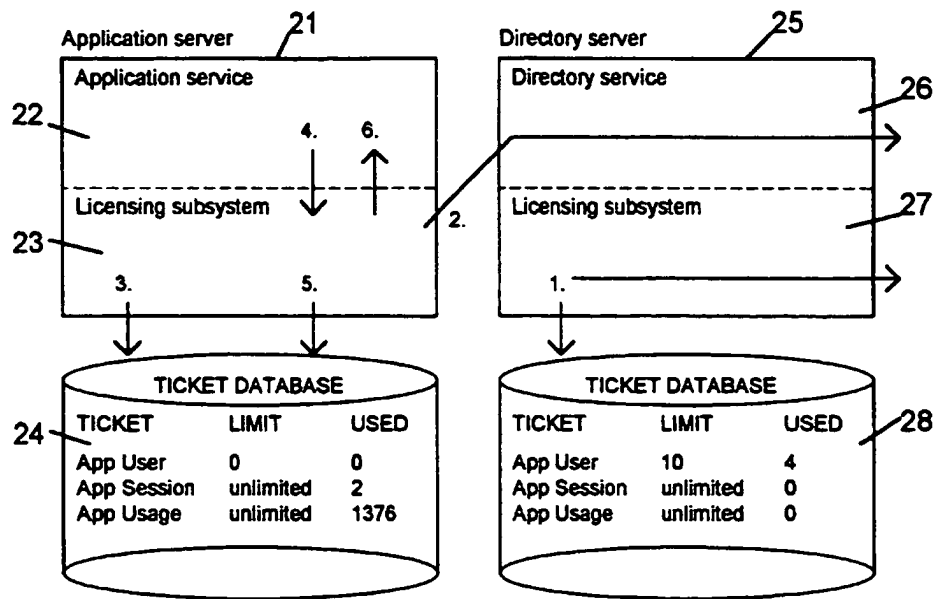 Application server 21
Directory server 25
Application service
Directory service
26
22
4. 6.
Licensing subsystem
2.
Licensing subsystem
27
23
3. 5.
1.
TICKET DATABASE
TICKET LIMIT USED
24
App User 0 0
App Session unlimited 2
App Usage unlimited 1376
TICKET DATABASE
TICKET LIMIT USED
28
App User 10 4
App Session unlimited 0
App Usage unlimited 0